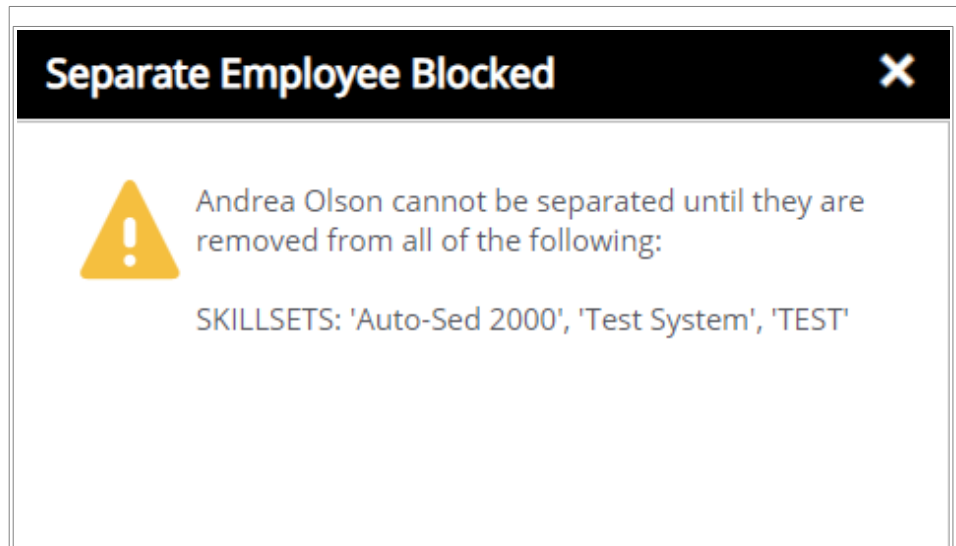 Separate Employee Blocked
Andrea Olson cannot be separated until they are
removed from all of the following:
SKILLSETS: 'Auto-Sed 2000', 'Test System', 'TEST'